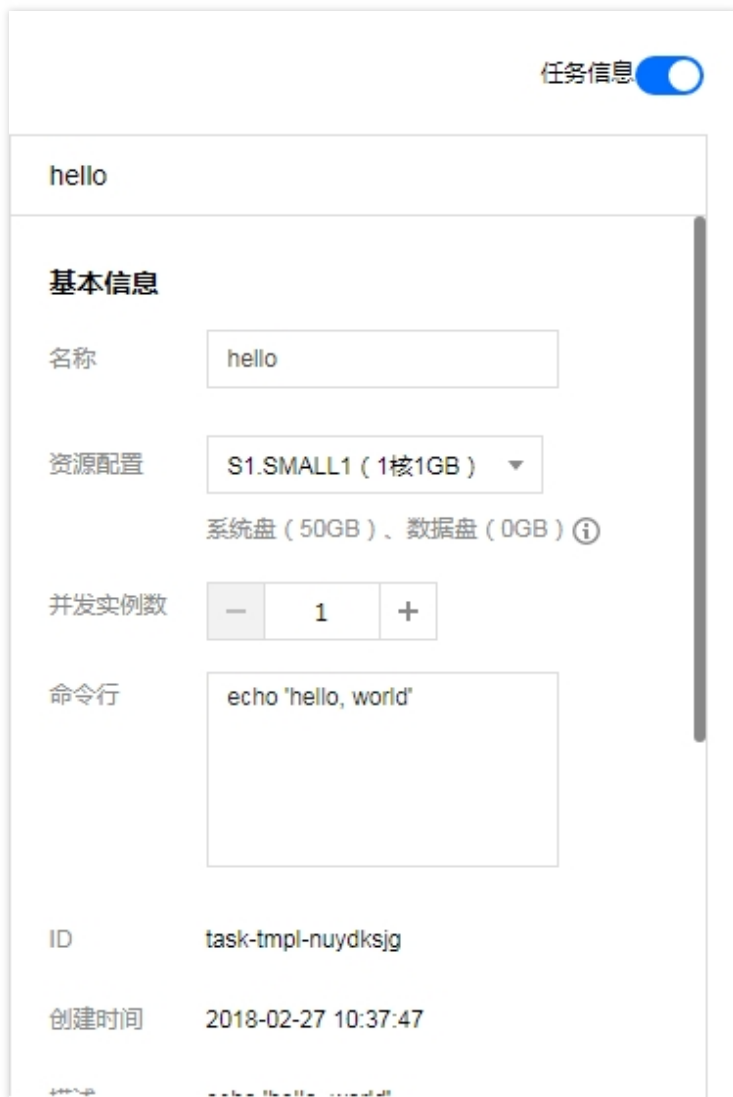 任务信息
hello
基本信息
名称 hello
资源配置 S1.SMALL1（1核1GB）
系统盘（50GB）、数据盘（0GB）
并发实例数 1
命令行 echo 'hello, world'
ID task-tmpl-nuydksjg
创建时间 2018-02-27 10:37:47